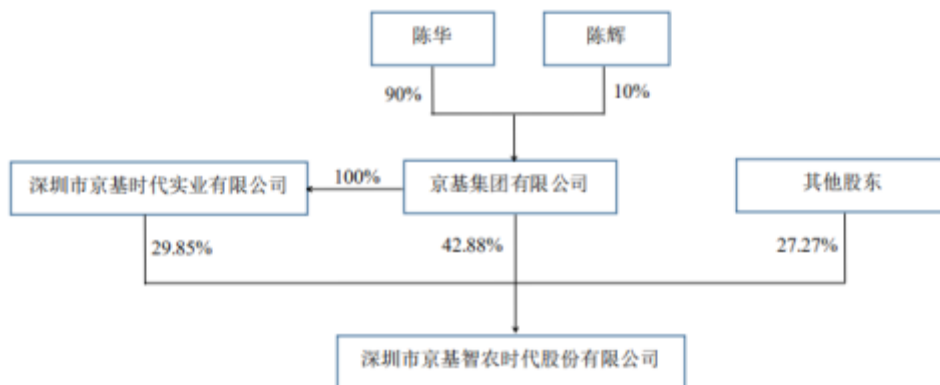 陈华
陈辉
90%
10%
深圳市京基时代实业有限公司
100%
京基集团有限公司
其他股东
29.85%
42.88%
27.27%
深圳市京基智农时代股份有限公司